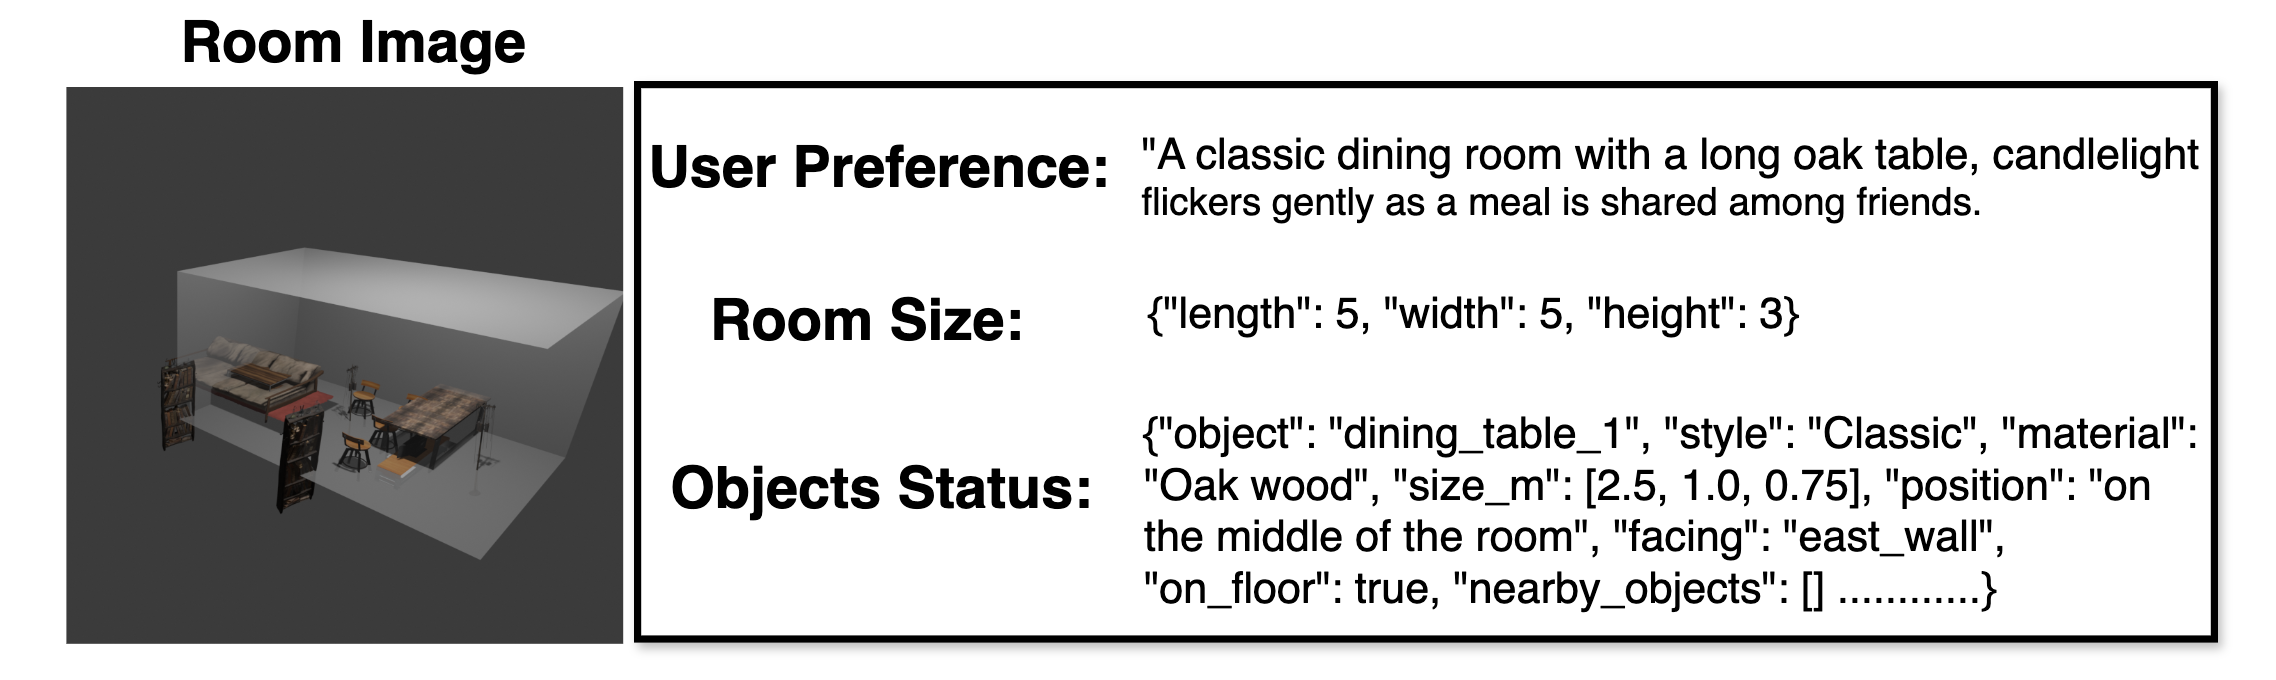 Room Image
User Preference:
"A classic dining room with a long oak table, candlelight
flickers gently as a meal is shared among friends.
Room Size:
{"length": 5, "width": 5, "height": 3}
Objects Status:
{"object": "dining_table_1", "style": "Classic", "material":
"Oak wood", "size_m": [2.5, 1.0, 0.75], "position": "on
the middle of the room", "facing": "east_wall",
"on_floor": true, "nearby_objects": [] ............}